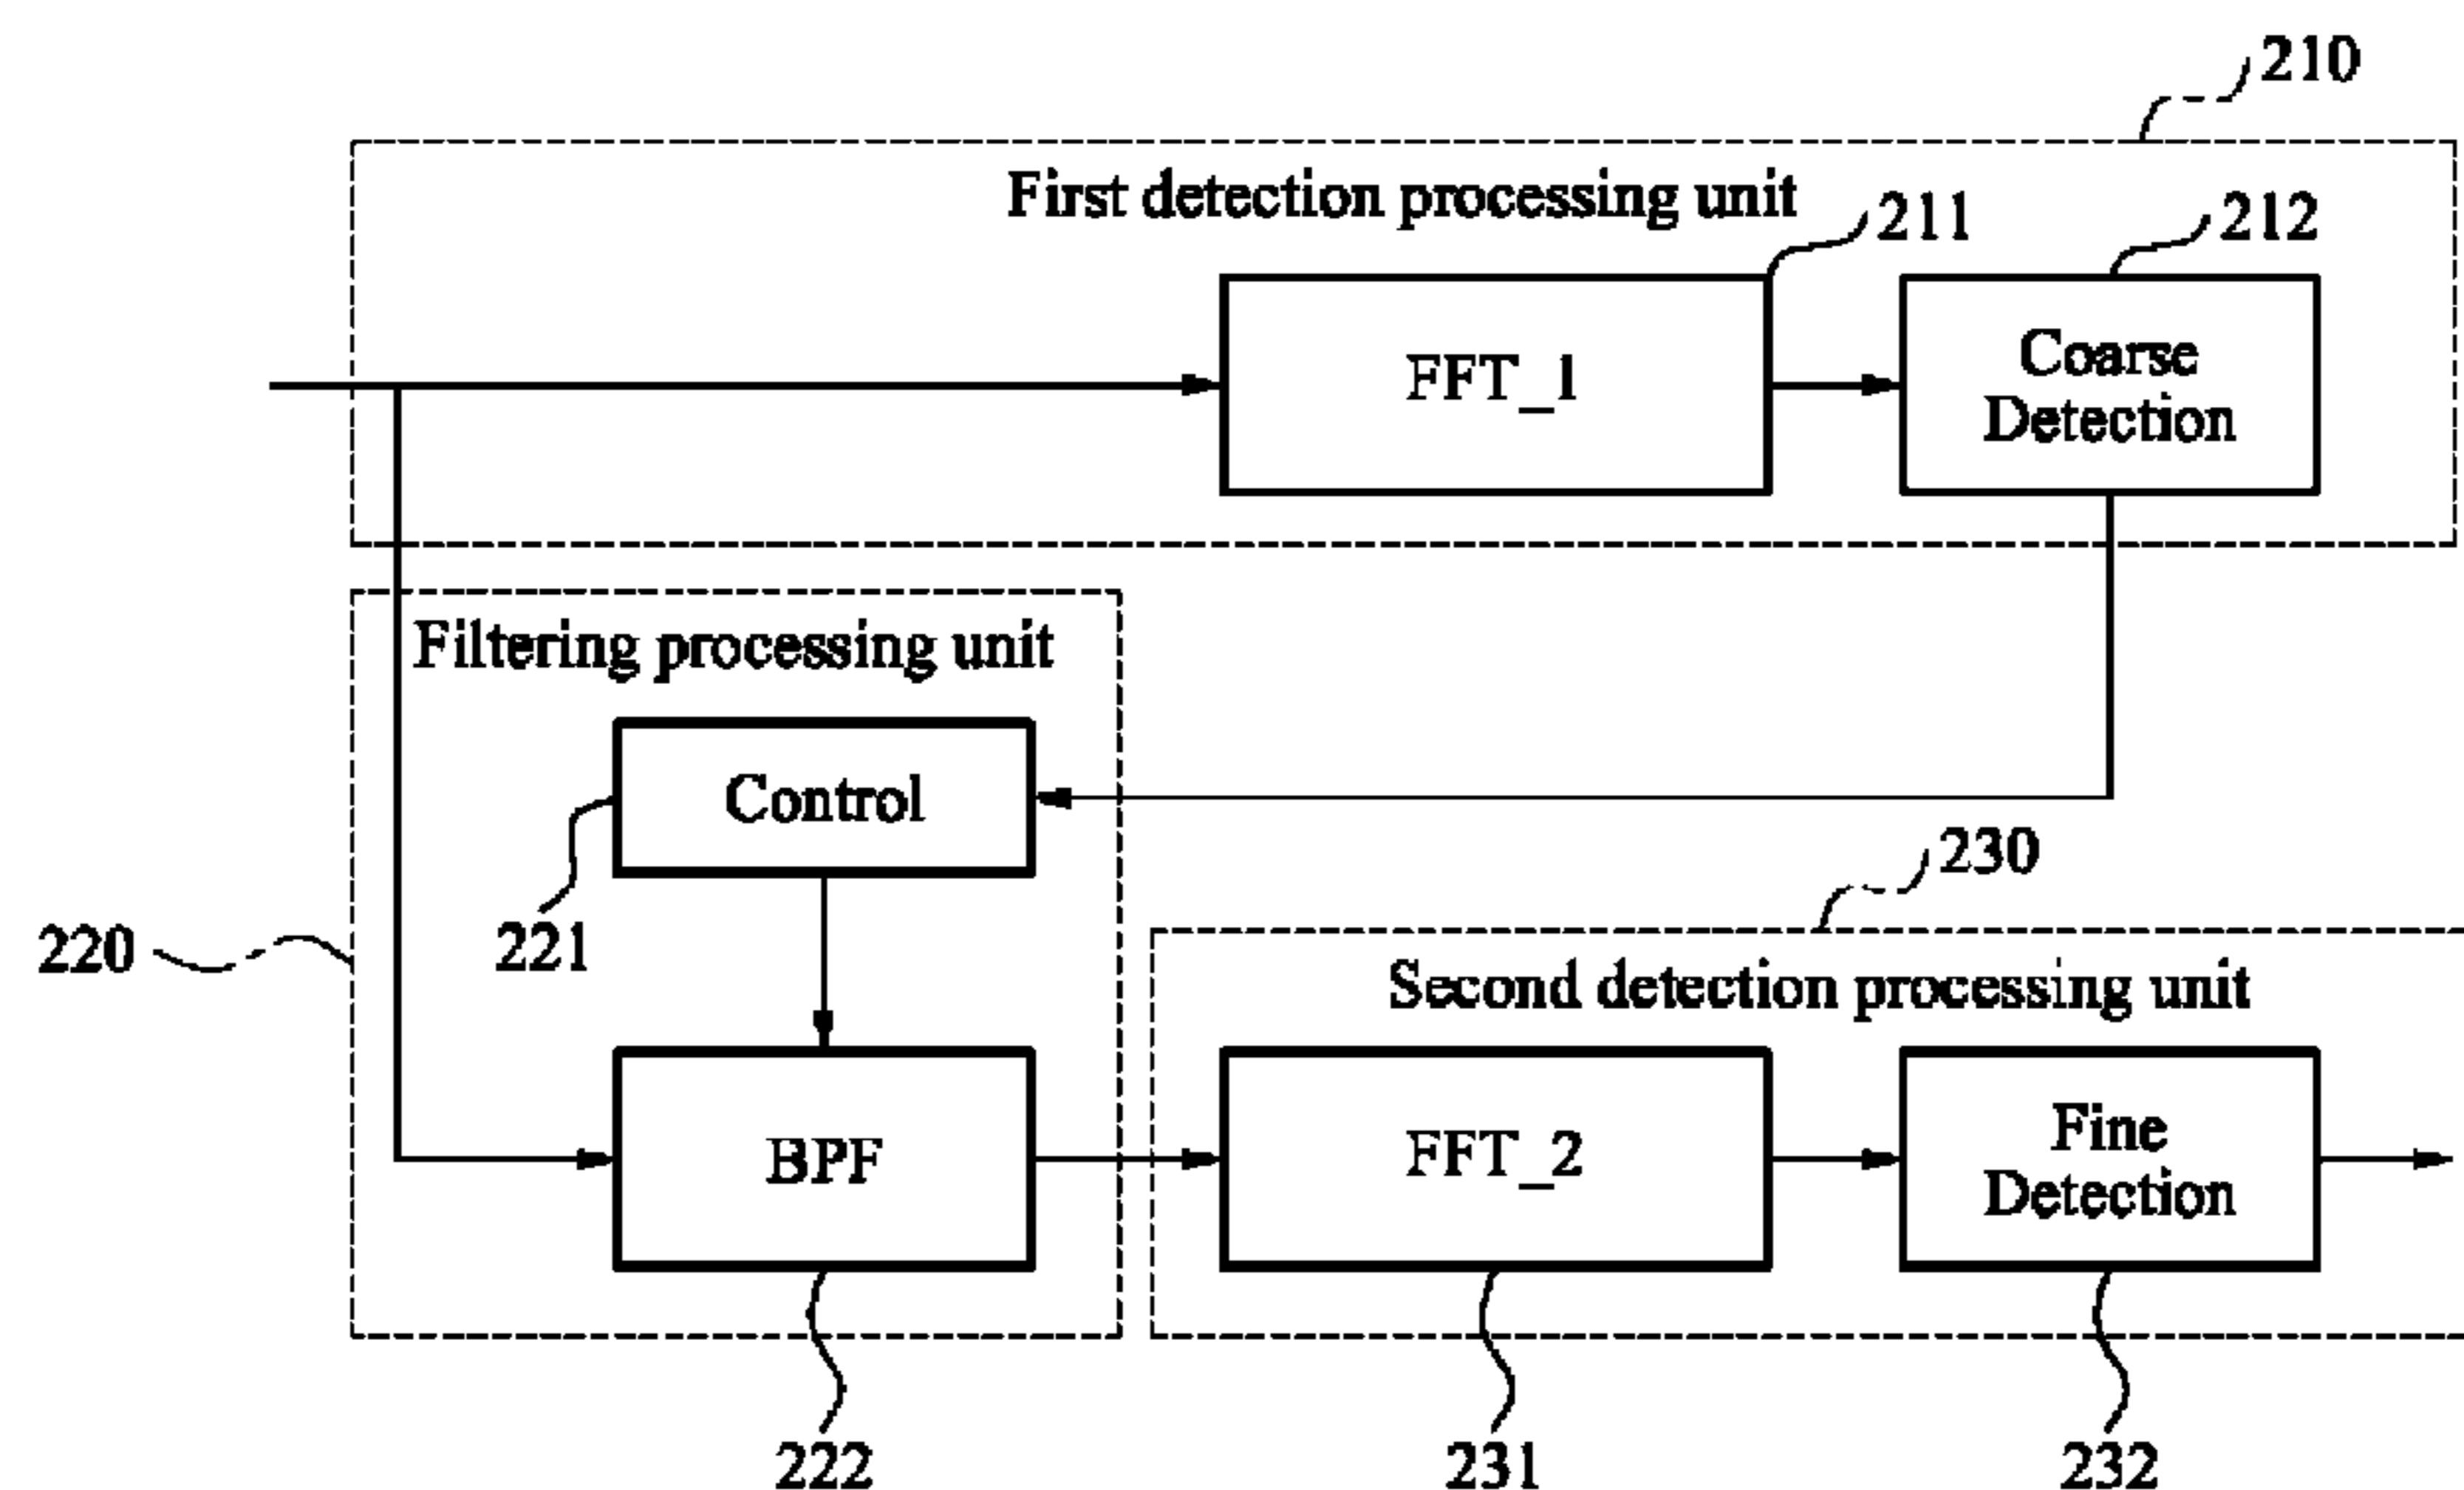 210
First detection processing unit
211
212
FFT_1
Coarse
Detection
Filtering processing unit
Control
230
220
221
Second detection processing unit
BPF
FFT_2
Fine
Detection
222
231
232